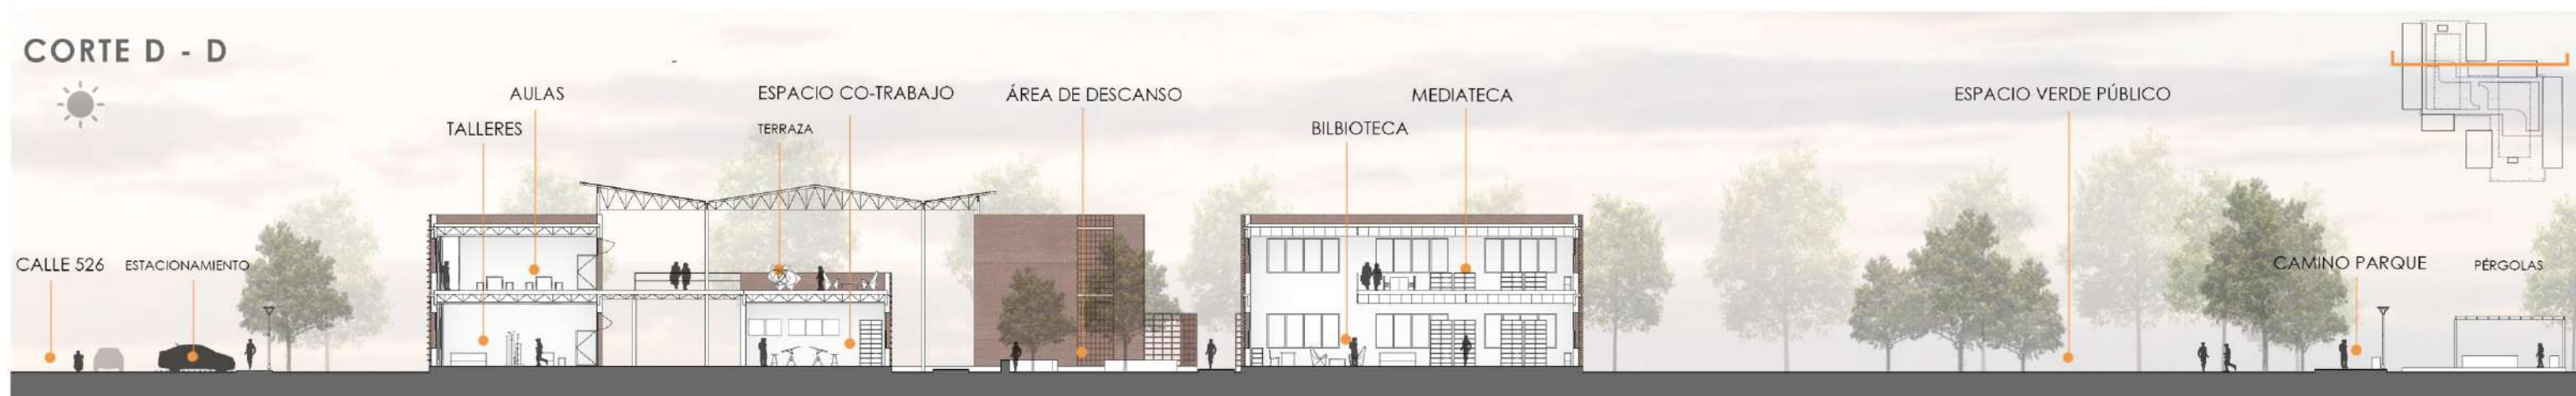 CORTE D - D
CALLE 526
ESTACIONAMIENTO
TALLERES
AULAS
TERRAZA
ESPACIO CO-TRABAJO
ÁREA DE DESCANSO
BILBIOTECA
MEDIATECA
ESPACIO VERDE PÚBLICO
CAMINO PARQUE
PÉRGOLAS